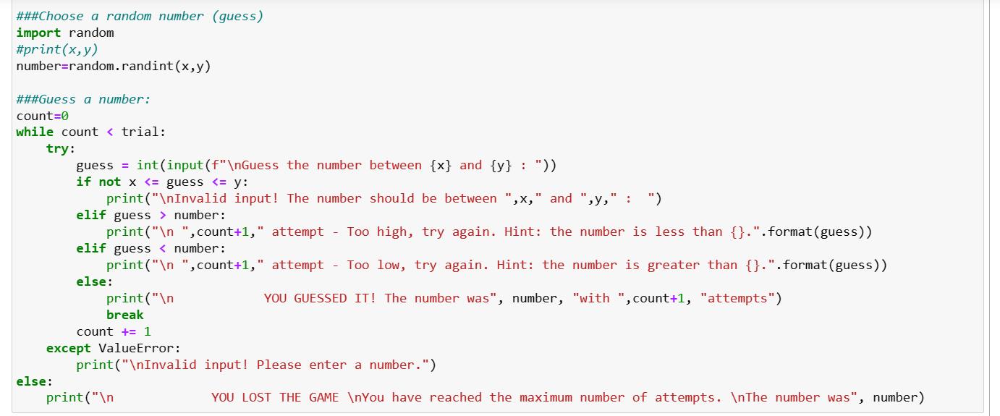 ###Choose a random number (guess)
import random
#print(x,y)
number=random.randint(x,y)

###Guess a number:
count=0
while count < trial:
    try:
        guess = int(input(f"\nGuess the number between {x} and {y} : "))
        if not x <= guess <= y:
            print("\nInvalid input! The number should be between ",x," and ",y," :  ")
        elif guess > number:
            print("\n ",count+1," attempt - Too high, try again. Hint: the number is less than {}.".format(guess))
        elif guess < number:
            print("\n ",count+1," attempt - Too low, try again. Hint: the number is greater than {}.".format(guess))
        else:
            print("\n            YOU GUESSED IT! The number was", number, "with ",count+1, "attempts")
            break
        count += 1
    except ValueError:
        print("\nInvalid input! Please enter a number.")
else:
    print("\n             YOU LOST THE GAME \nYou have reached the maximum number of attempts. \nThe number was", number)